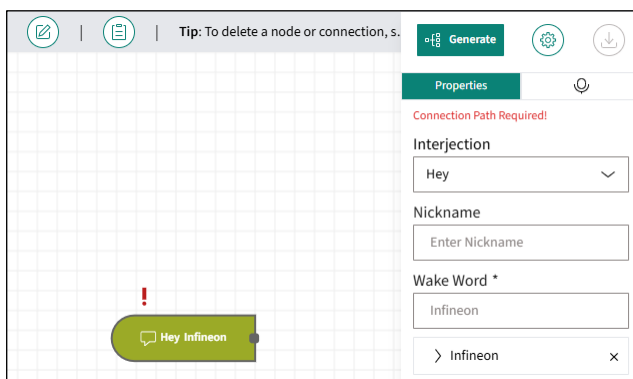 Tip: To delete a node or connection, s...
Generate
Properties
Connection Path Required!
Interjection
Hey
Nickname
Enter Nickname
Wake Word *
Infineon
Infineon
!
Hey Infineon